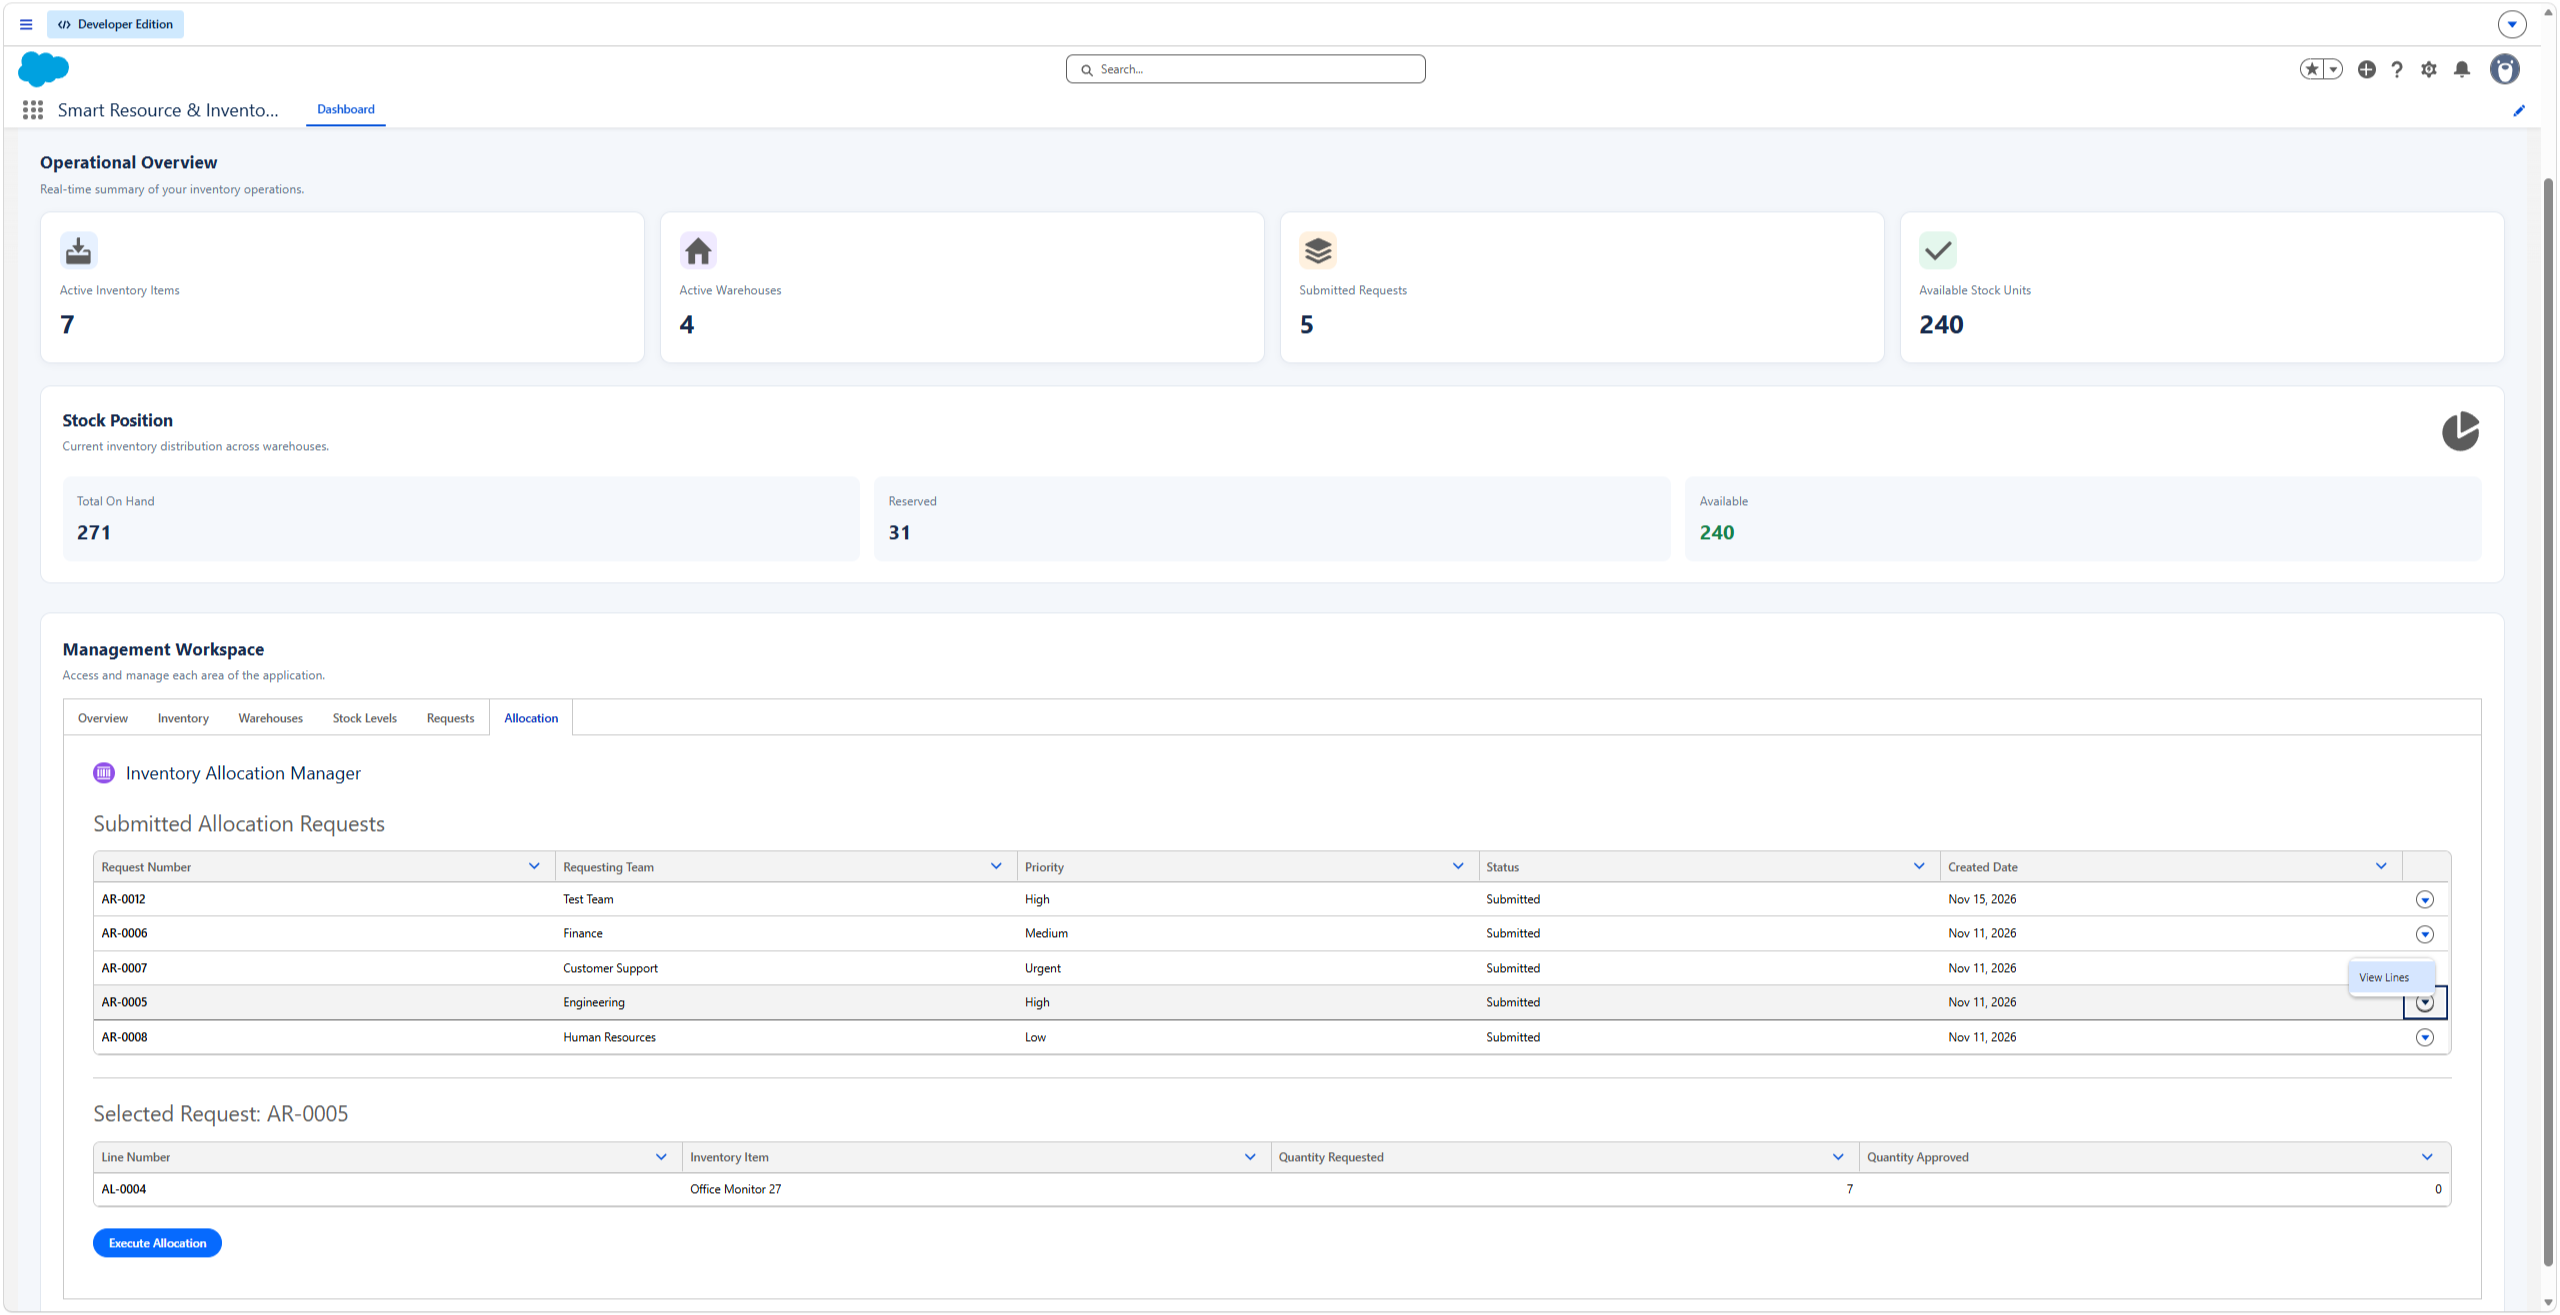 Developer Edition
Search...
Smart Resource & Invento... Dashboard
Operational Overview
Real-time summary of your inventory operations.
Active Inventory Items
7
Active Warehouses
4
Submitted Requests
5
Available Stock Units
240
Stock Position
Current inventory distribution across warehouses.
Total On Hand
271
Reserved
31
Available
240
Management Workspace
Access and manage each area of the application.
Overview Inventory Warehouses Stock Levels Requests Allocation
Inventory Allocation Manager
Submitted Allocation Requests
Request Number Requesting Team Priority Status Created Date
AR-0012 Test Team High Submitted Nov 15, 2026
AR-0006 Finance Medium Submitted Nov 11, 2026
AR-0007 Customer Support Urgent Submitted Nov 11, 2026
View Lines
AR-0005 Engineering High Submitted Nov 11, 2026
AR-0008 Human Resources Low Submitted Nov 11, 2026
Selected Request: AR-0005
Line Number Inventory Item Quantity Requested Quantity Approved
AL-0004 Office Monitor 27 7 0
Execute Allocation